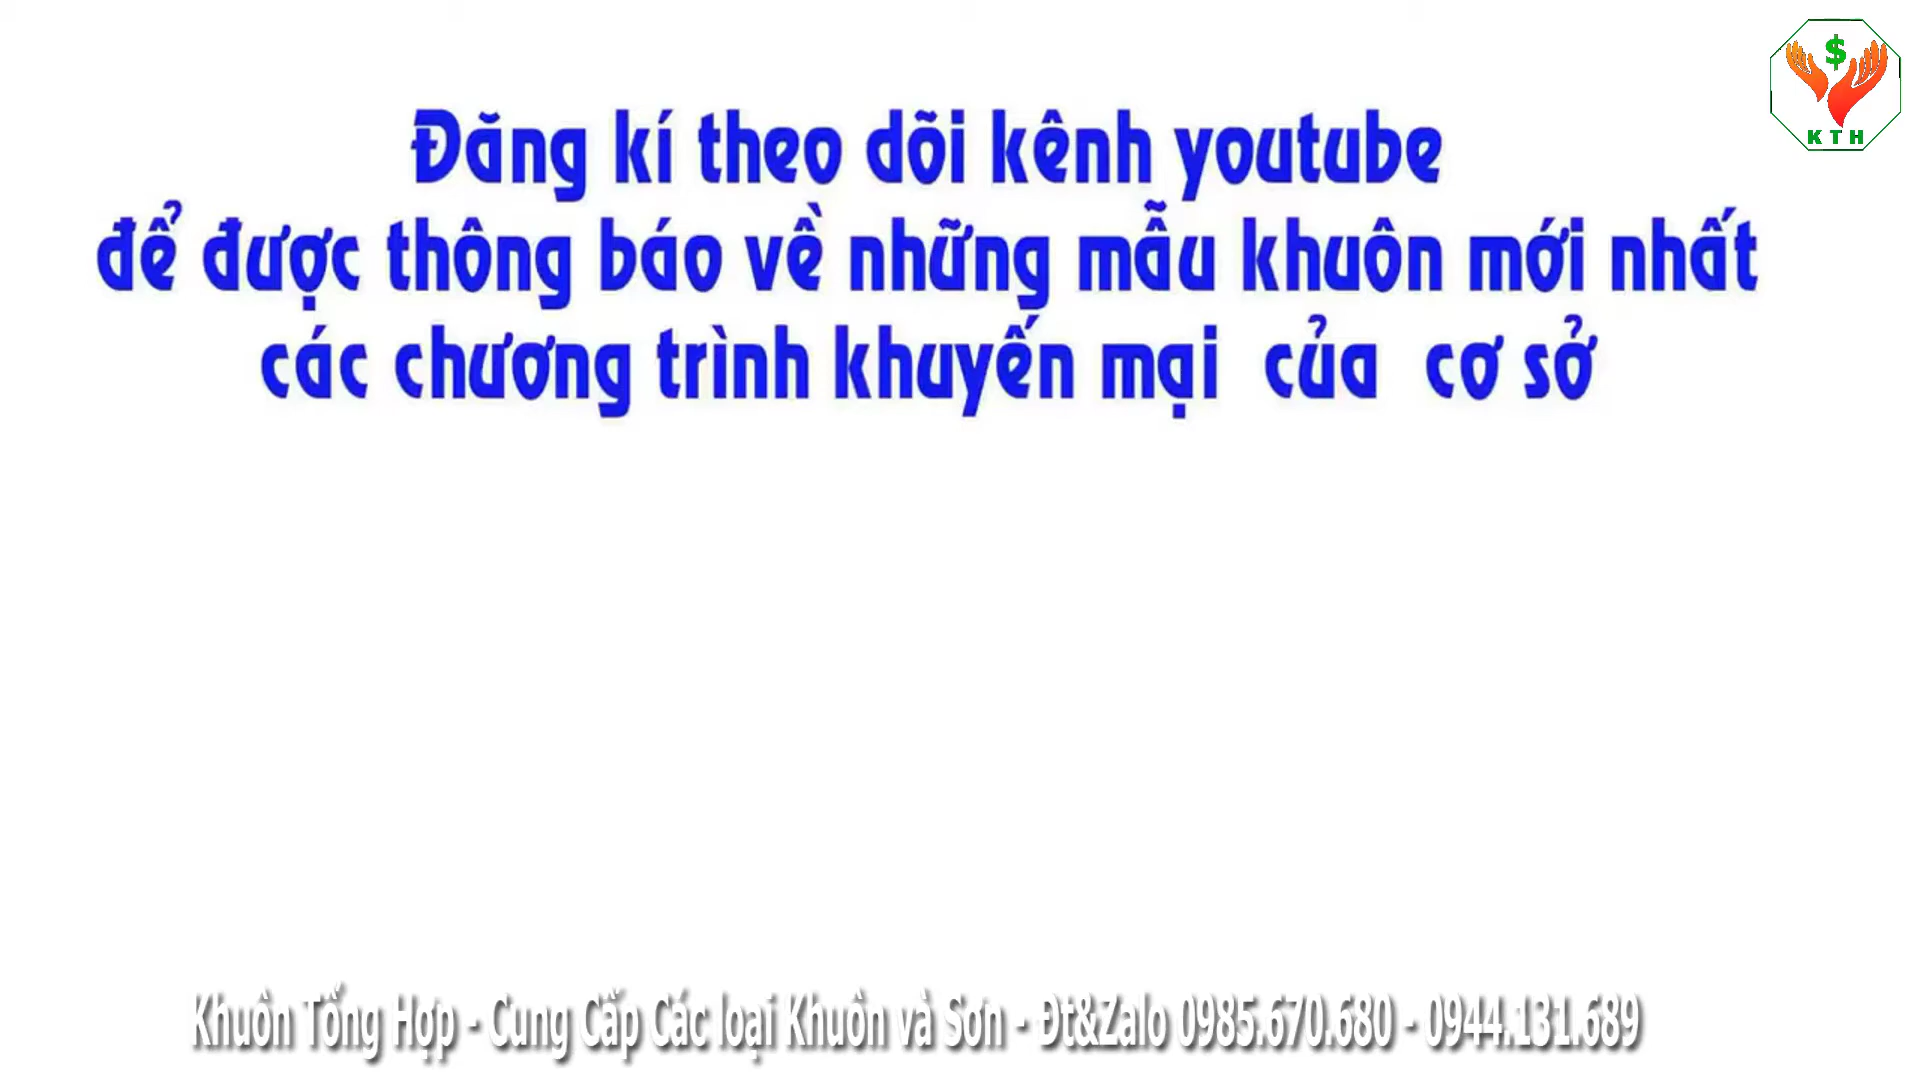 $
KTH
Đăng kí theo dõi kênh youtube
để được thông báo về những mẫu khuôn mới nhất
các chương trình khuyến mại của cơ sở
Khuôn Tổng Hợp - Cung Cấp Các loại Khuôn và Sơn - Đt&Zalo 0985.670.680 - 0944.131.689